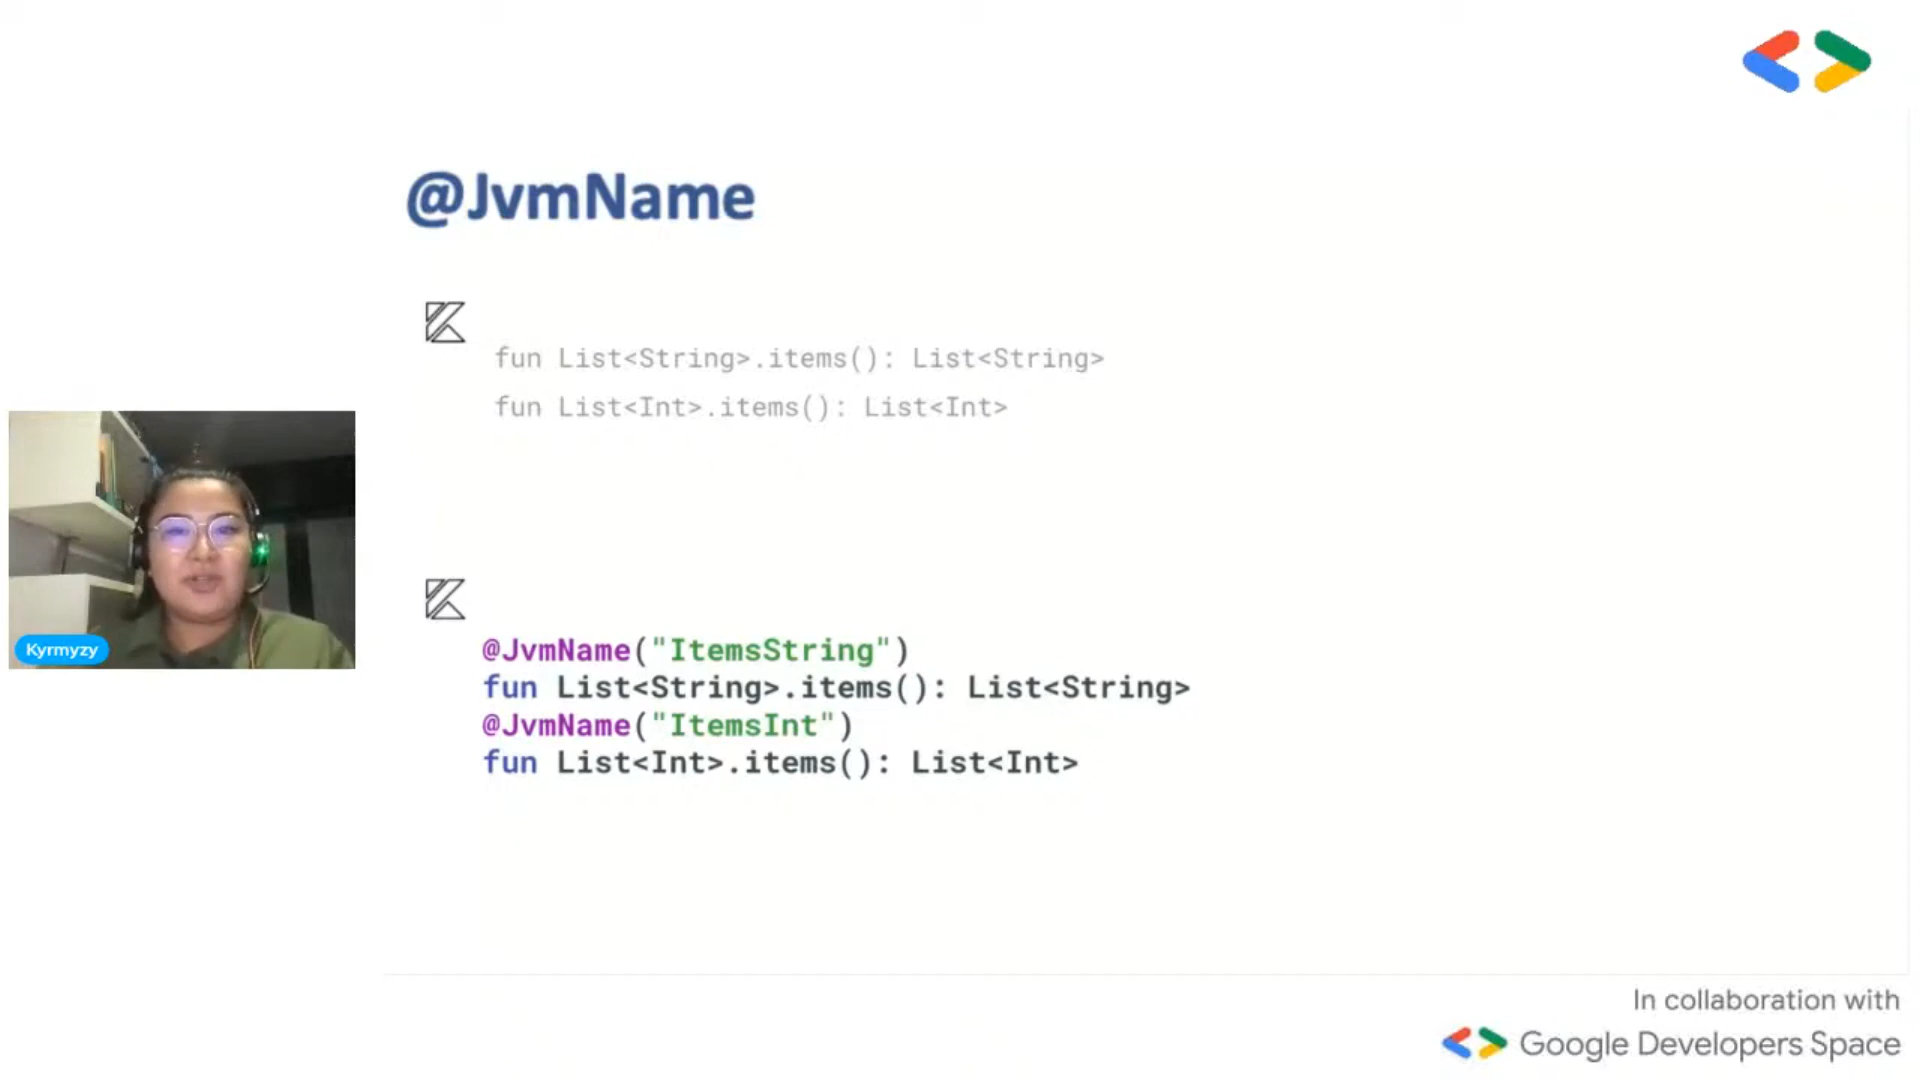 @JvmName
fun List<String>.items(): List<String>
fun List<Int>.items(): List<Int>
Kyrmyzy
@JvmName("ItemsString")
fun List<String>.items(): List<String>
@JvmName("ItemsInt")
fun List<Int>.items(): List<Int>
In collaboration with
Google Developers Space